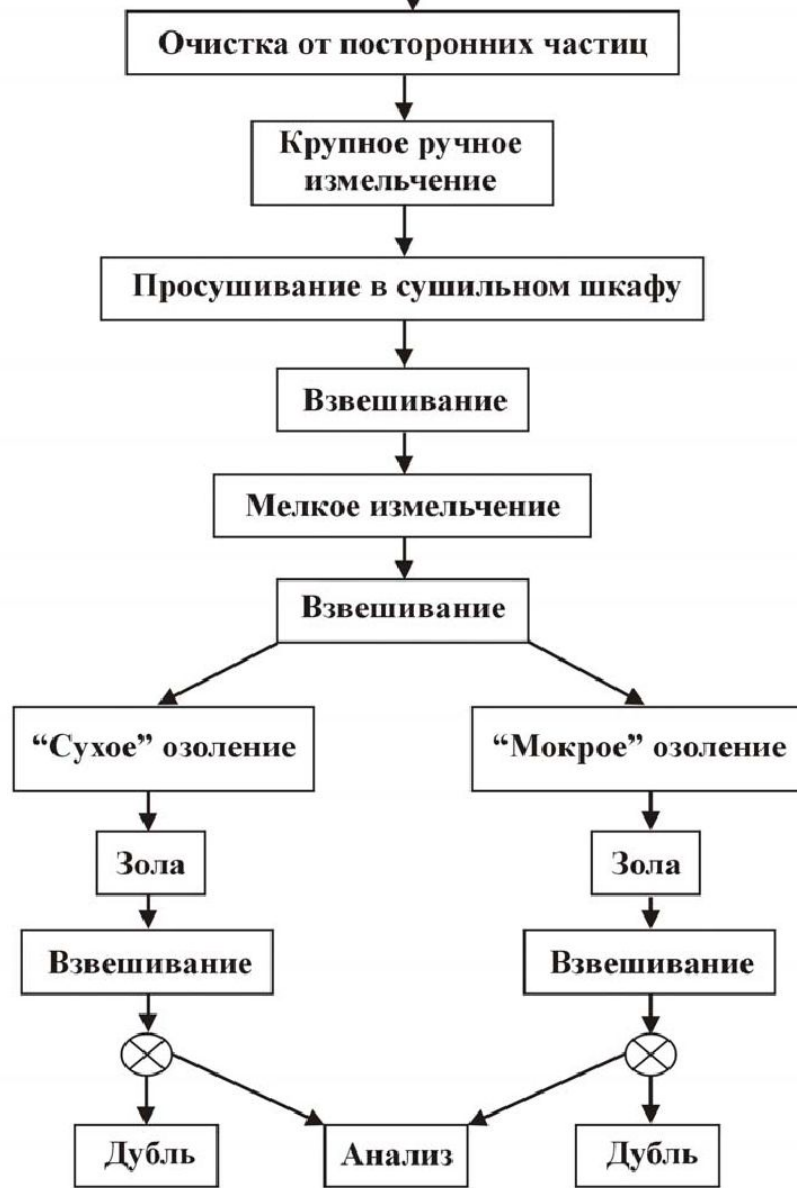 Очистка от посторонних частиц
Крупное ручное
измельчение
Просушивание в сушильном шкафу
Взвешивание
Мелкое измельчение
Взвешивание
“Сухое” озоление
“Мокрое” озоление
Зола
Зола
Взвешивание
Взвешивание
Дубль
Анализ
Дубль